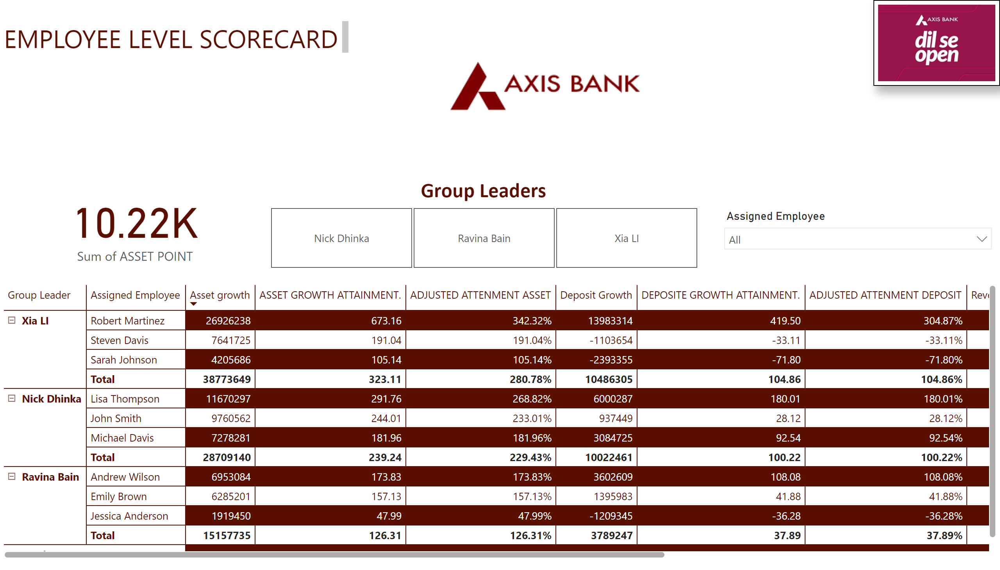 EMPLOYEE LEVEL SCORECARD
AXIS BANK
dil se
open
AXIS BANK
Group Leaders
10.22K
Sum of ASSET POINT
Nick Dhinka Ravina Bain Xia LI
Assigned Employee
All
Group Leader Assigned Employee Asset growth ASSET GROWTH ATTAINMENT. ADJUSTED ATTENMENT ASSET Deposit Growth DEPOSITE GROWTH ATTAINMENT. ADJUSTED ATTENMENT DEPOSIT
Xia LI Robert Martinez 26926238 673.16 342.32% 13983314 419.50 304.87%
Steven Davis 7641725 191.04 191.04% -1103654 -33.11 -33.11%
Sarah Johnson 4205686 105.14 105.14% -2393355 -71.80 -71.80%
Total 38773649 323.11 280.78% 10486305 104.86 104.86%
Nick Dhinka Lisa Thompson 11670297 291.76 268.82% 6000287 180.01 180.01%
John Smith 9760562 244.01 233.01% 937449 28.12 28.12%
Michael Davis 7278281 181.96 181.96% 3084725 92.54 92.54%
Total 28709140 239.24 229.43% 10022461 100.22 100.22%
Ravina Bain Andrew Wilson 6953084 173.83 173.83% 3602609 108.08 108.08%
Emily Brown 6285201 157.13 157.13% 1395983 41.88 41.88%
Jessica Anderson 1919450 47.99 47.99% -1209345 -36.28 -36.28%
Total 15157735 126.31 126.31% 3789247 37.89 37.89%